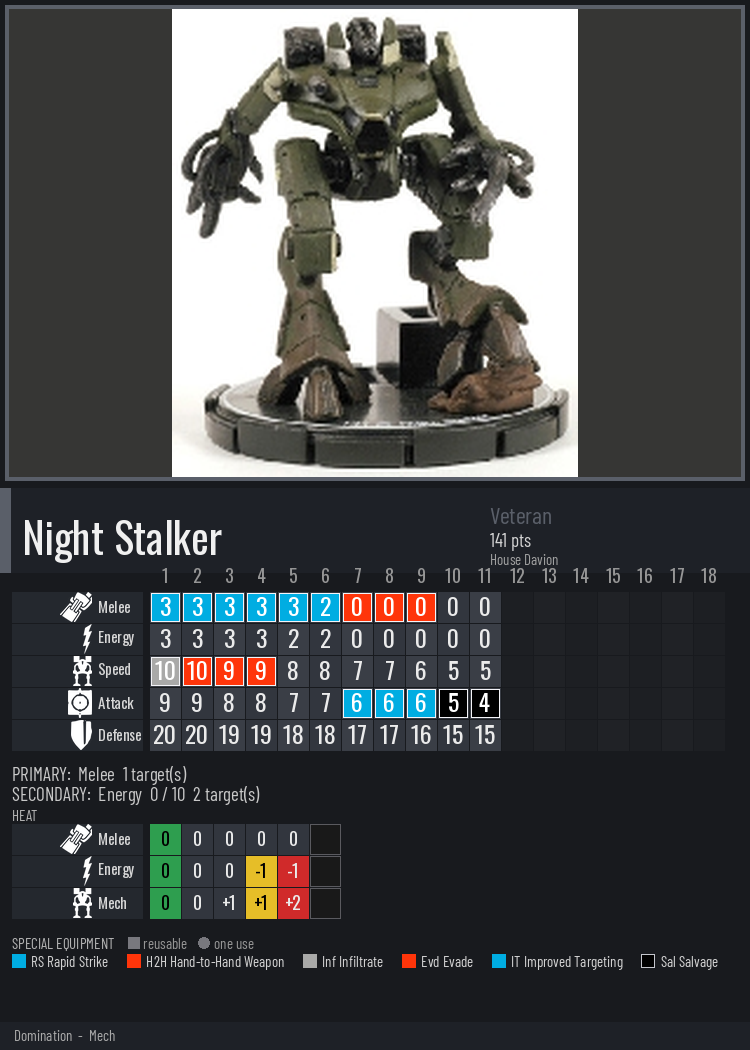 Night Stalker
Veteran
141 pts
House Davion
1 2 3 4 5 6 7 8 9 10 11 12 13 14 15 16 17 18
Melee 3 3 3 3 3 2 0 0 0 0 0
Energy 3 3 3 3 2 2 0 0 0 0 0
Speed 10 10 9 9 8 8 7 7 6 5 5
Attack 9 9 8 8 7 7 6 6 6 5 4
Defense 20 20 19 19 18 18 17 17 16 15 15
PRIMARY: Melee 1 target(s)
SECONDARY: Energy 0 / 10 2 target(s)
HEAT
Melee 0 0 0 0 0
Energy 0 0 0 -1 -1
Mech 0 0 +1 +1 +2
SPECIAL EQUIPMENT reusable one use
RS Rapid Strike H2H Hand-to-Hand Weapon Inf Infiltrate Evd Evade IT Improved Targeting Sal Salvage
Domination - Mech